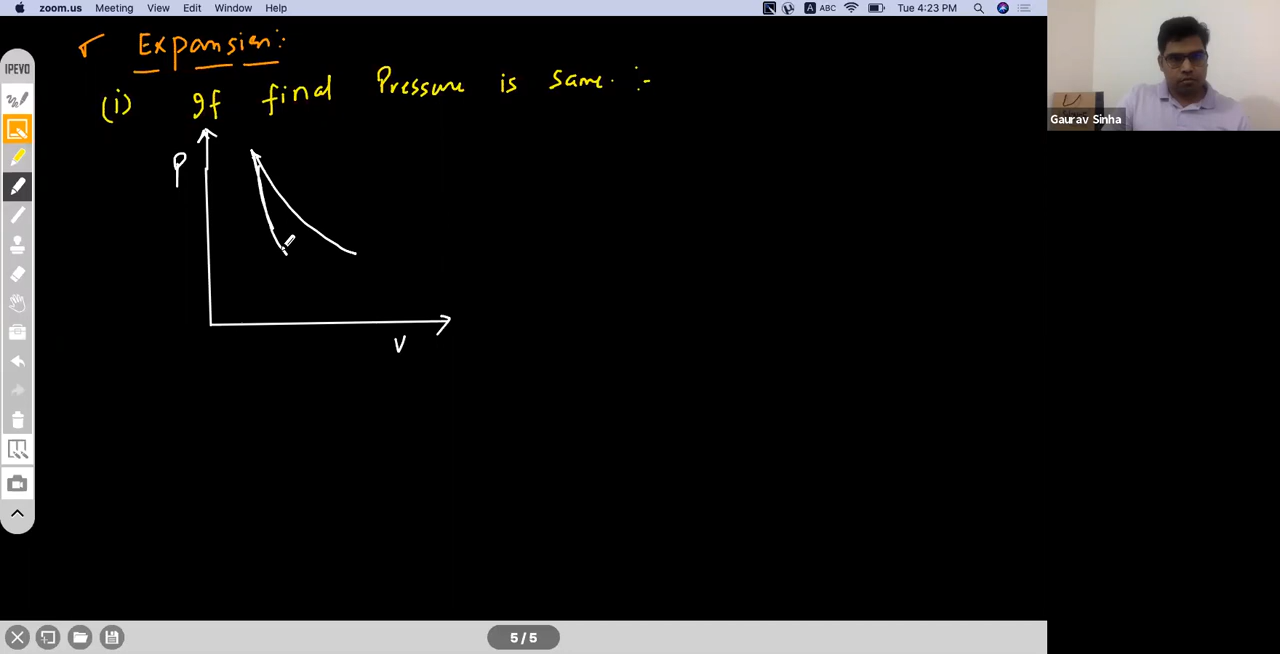 zoom.us Meeting View Edit Window Help
A ABC Tue 4:23 PM
IPEVO
Expansion:
(i) If final Pressure is same :-
P
V
Gaurav Sinha
5 / 5